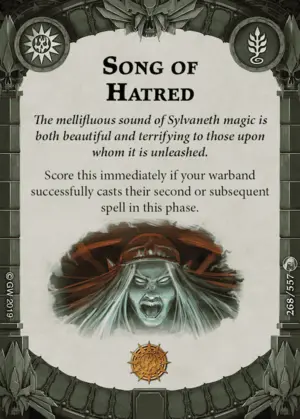 SONG OF
HATRED
The mellifluous sound of Sylvaneth magic is
both beautiful and terrifying to those upon
whom it is unleashed.
Score this immediately if your warband
successfully casts their second or subsequent
spell in this phase.
©GW 2019
268/557